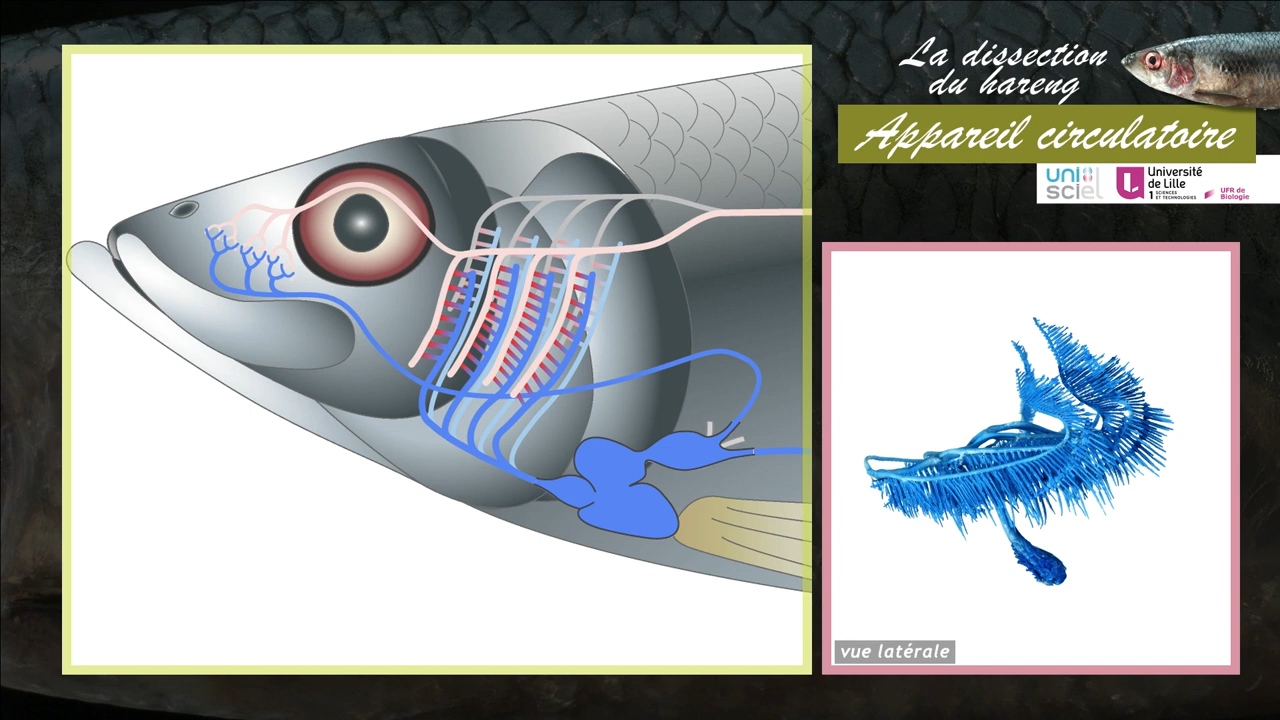 La dissection
du hareng
Appareil circulatoire
uni
sciel
Université
de Lille
1 SCIENCES
ET TECHNOLOGIES
UFR de
Biologie
vue latérale